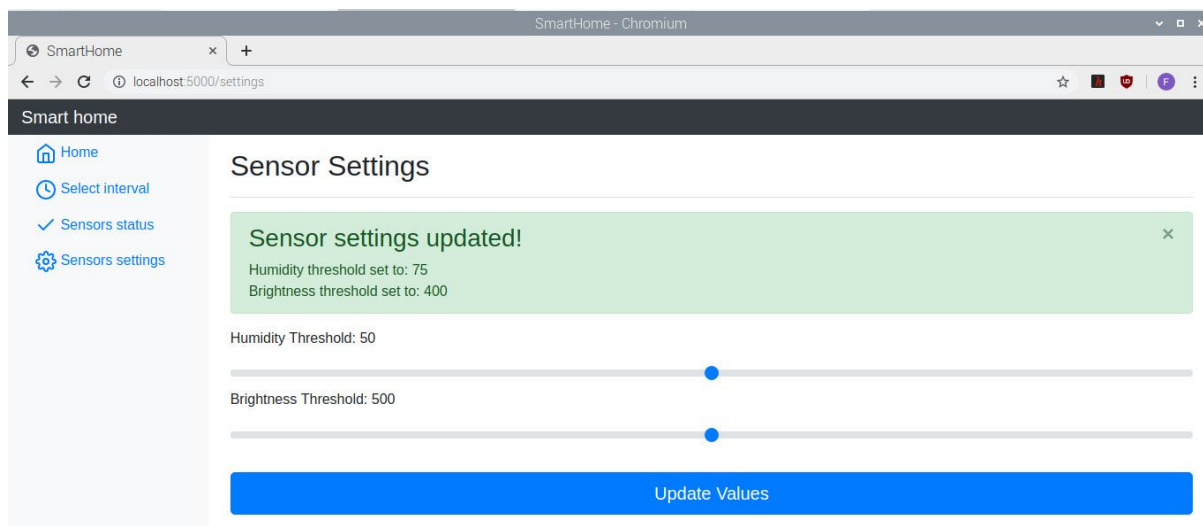 SmartHome - Chromium
SmartHome
localhost:5000/settings
Smart home
Home
Select interval
Sensors status
Sensors settings
Sensor Settings
Sensor settings updated!
Humidity threshold set to: 75
Brightness threshold set to: 400
Humidity Threshold: 50
Brightness Threshold: 500
Update Values
F